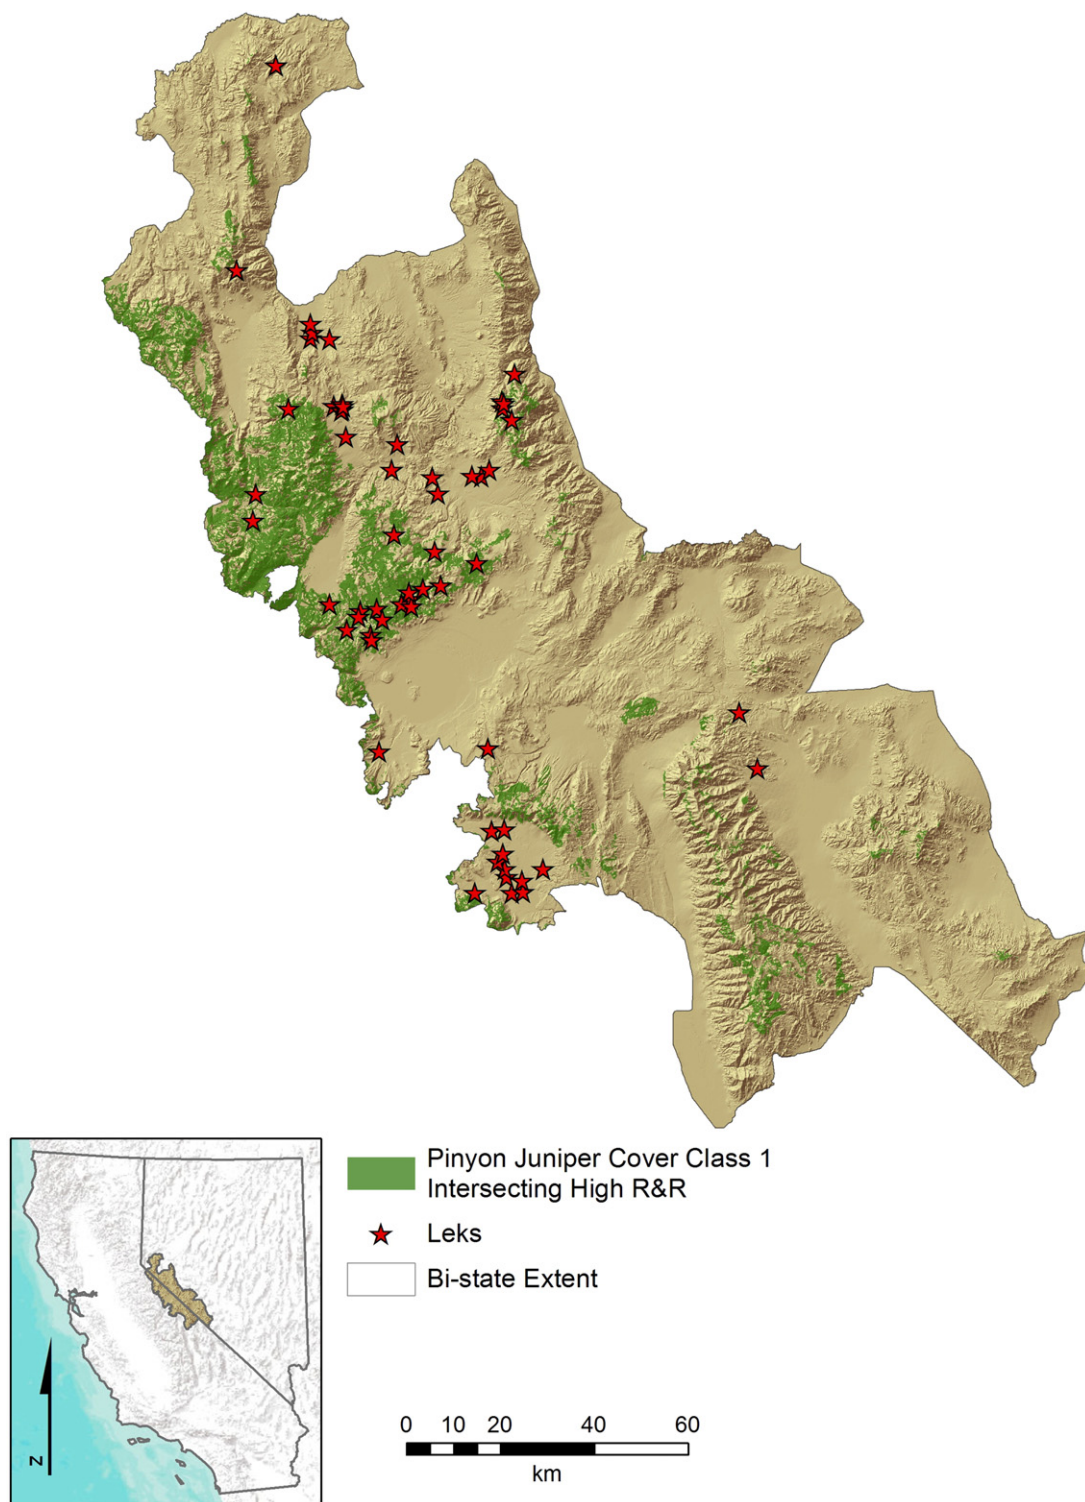 Pinyon Juniper Cover Class 1
Intersecting High R&R
Leks
Bi-state Extent
N
0 10 20 40 60
km